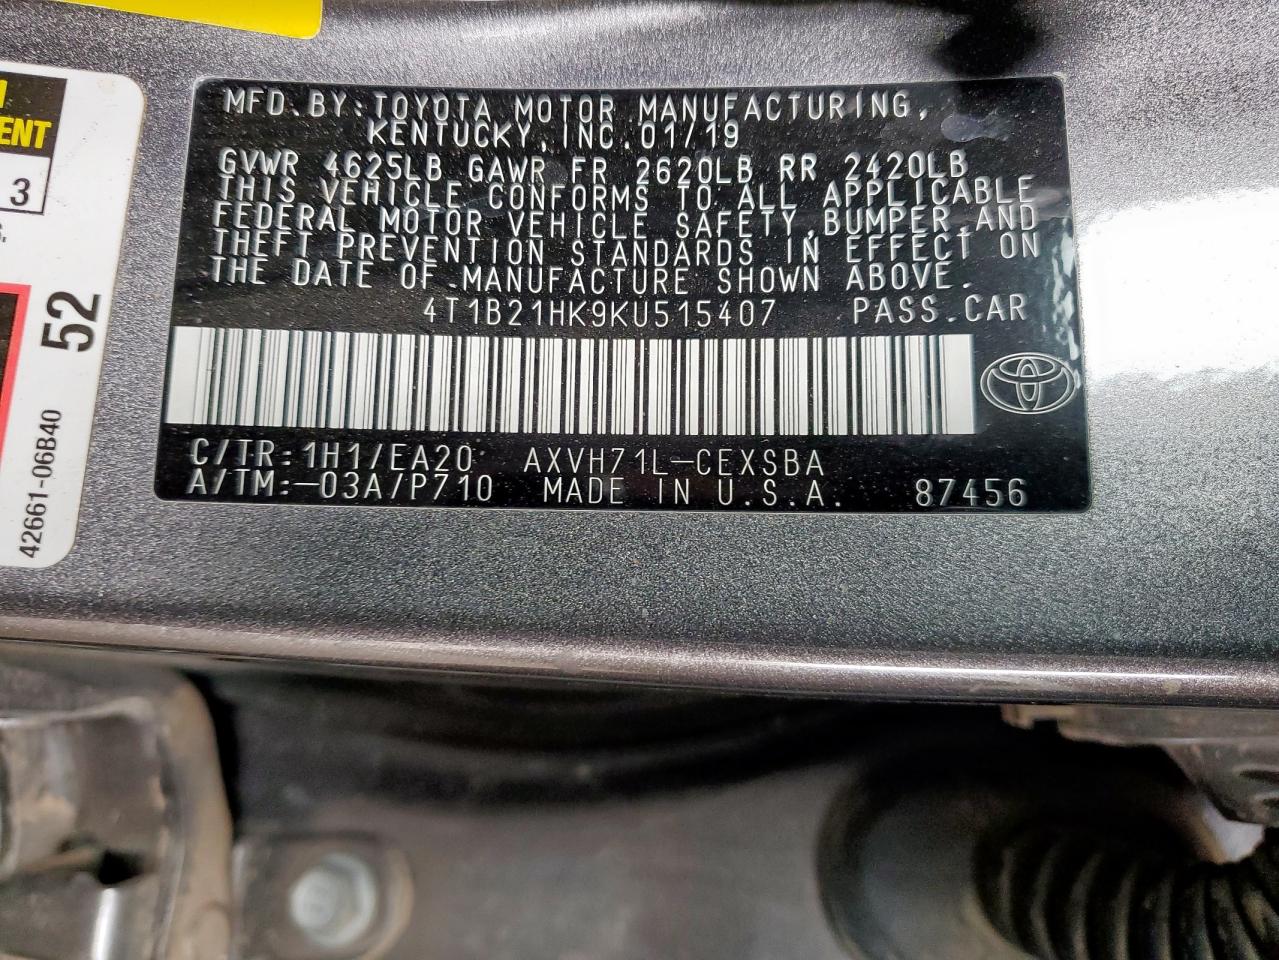 ENT
3
S.
52
42661-06B40
MFD.BY:TOYOTA MOTOR MANUFACTURING,
KENTUCKY,INC.01/19
GVWR 4625LB GAWR FR 2620LB RR 2420LB
THIS VEHICLE CONFORMS TO ALL APPLICABLE
FEDERAL MOTOR VEHICLE SAFETY,BUMPER,AND
THEFT PREVENTION STANDARDS IN EFFECT ON
THE DATE OF MANUFACTURE SHOWN ABOVE.
4T1B21HK9KU515407 PASS.CAR
C/TR:1H1/EA20 AXVH71L-CEXSBA
A/TM:-03A/P710 MADE IN U.S.A. 87456